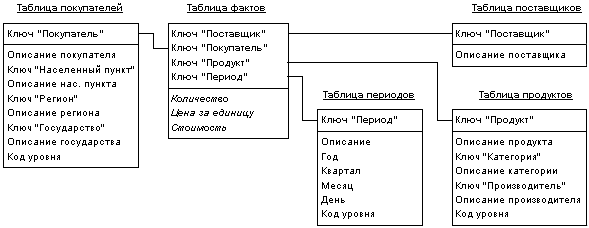 Таблица покупателей
Ключ "Покупатель"
Описание покупателя
Ключ "Населенный пункт"
Описание нас. пункта
Ключ "Регион"
Описание региона
Ключ "Государство"
Описание государства
Код уровня
Таблица фактов
Ключ "Поставщик"
Ключ "Покупатель"
Ключ "Продукт"
Ключ "Период"
Количество
Цена за единицу
Стоимость
Таблица поставщиков
Ключ "Поставщик"
Описание поставщика
Таблица периодов
Ключ "Период"
Описание
Год
Квартал
Месяц
День
Код уровня
Таблица продуктов
Ключ "Продукт"
Описание продукта
Ключ "Категория"
Описание категории
Ключ "Производитель"
Описание производителя
Код уровня